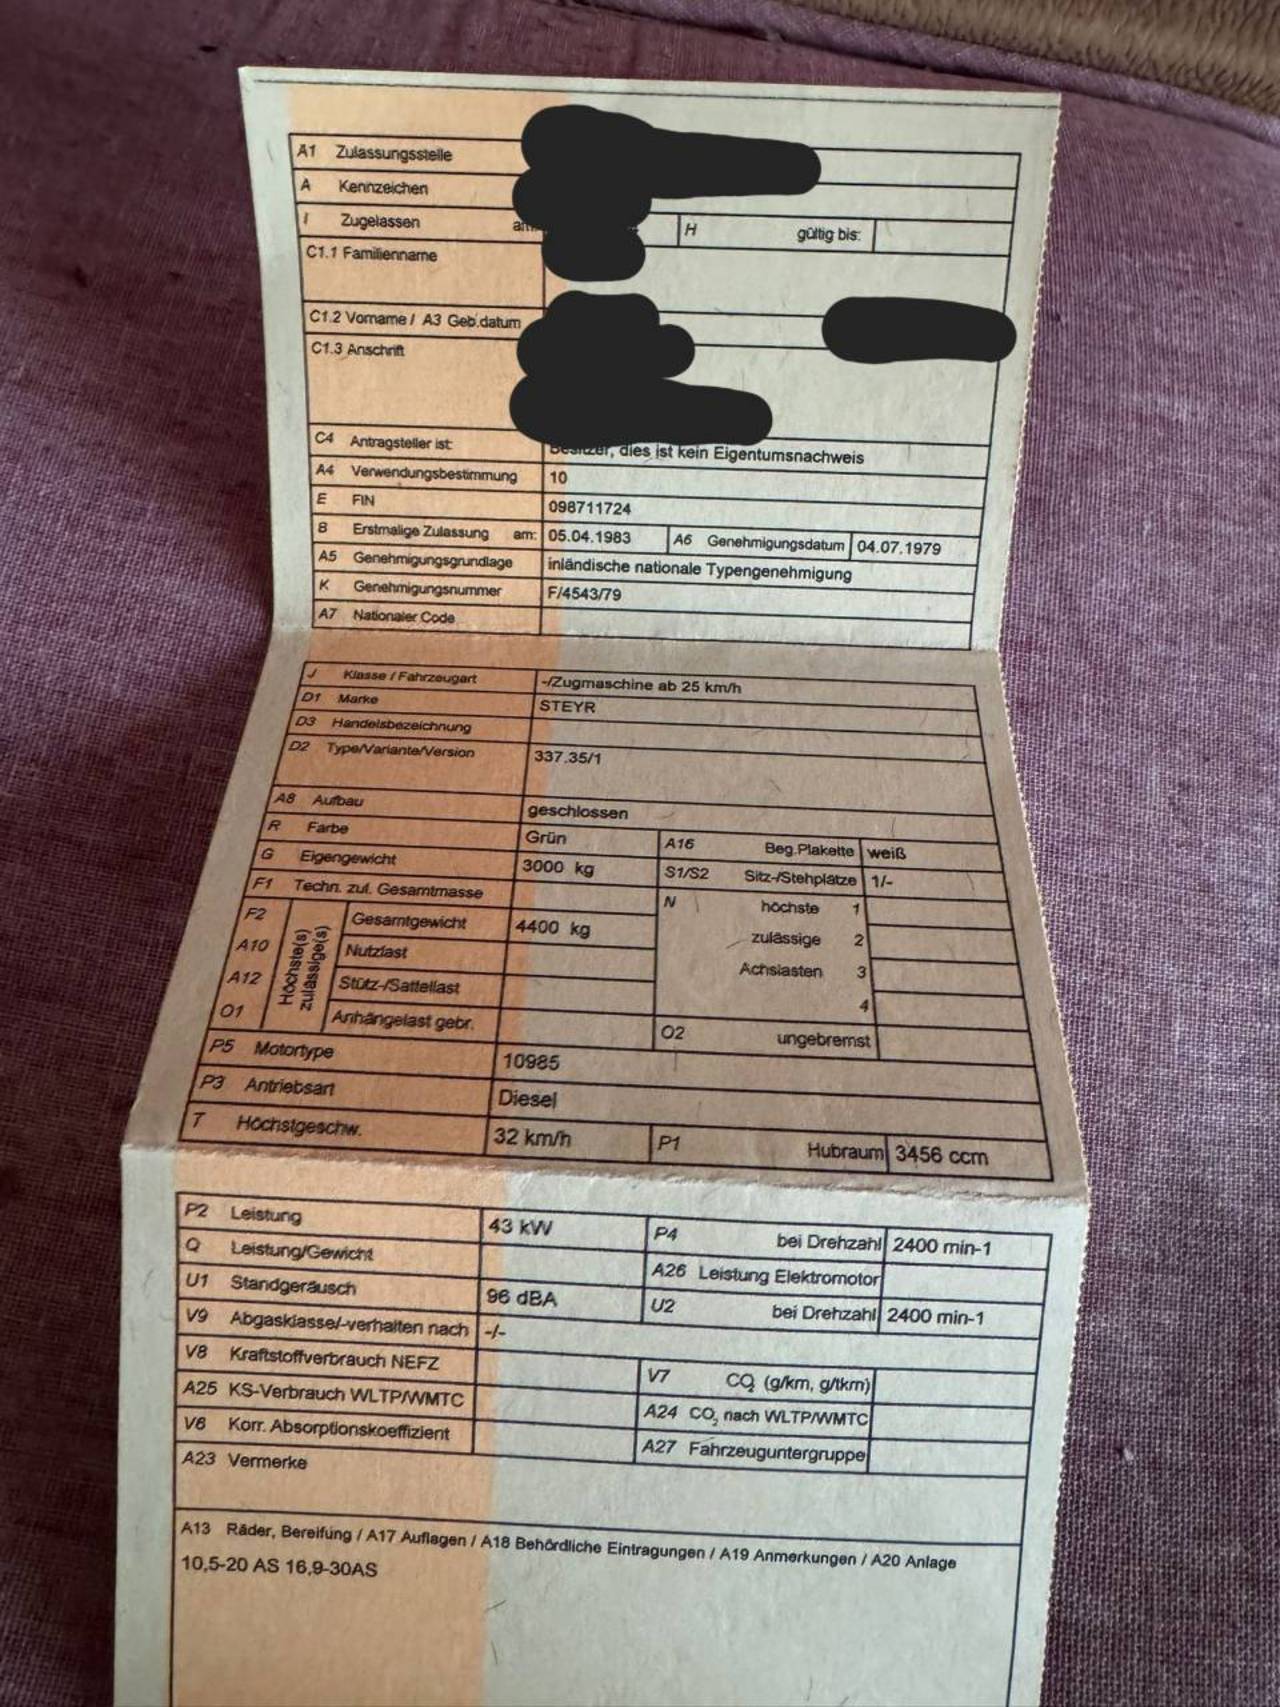 A1 Zulassungsstelle
A Kennzeichen
I Zugelassen am: H gültig bis:
C1.1 Familienname
C1.2 Vorname / A3 Geb.datum
C1.3 Anschrift
C4 Antragsteller ist: Besitzer, dies ist kein Eigentumsnachweis
A4 Verwendungsbestimmung 10
E FIN 098711724
B Erstmalige Zulassung am: 05.04.1983 A6 Genehmigungsdatum 04.07.1979
A5 Genehmigungsgrundlage inländische nationale Typengenehmigung
K Genehmigungsnummer F/4543/79
A7 Nationaler Code
J Klasse / Fahrzeugart -/Zugmaschine ab 25 km/h
D1 Marke STEYR
D3 Handelsbezeichnung
D2 Type/Variante/Version 337.35/1
A8 Aufbau geschlossen
R Farbe Grün A16 Beg.Plakette weiß
G Eigengewicht 3000 kg S1/S2 Sitz-/Stehplätze 1/-
F1 Techn. zul. Gesamtmasse N höchste 1
F2 Höchste(s) zulässige(s) Gesamtgewicht 4400 kg zulässige 2
A10 Nutzlast Achslasten 3
A12 Stütz-/Sattellast 4
O1 Anhängelast gebr. O2 ungebremst
P5 Motortype 10985
P3 Antriebsart Diesel
T Höchstgeschw. 32 km/h P1 Hubraum 3456 ccm
P2 Leistung 43 kW P4 bei Drehzahl 2400 min-1
Q Leistung/Gewicht A26 Leistung Elektromotor
U1 Standgeräusch 96 dBA U2 bei Drehzahl 2400 min-1
V9 Abgasklasse/-verhalten nach -/-
V8 Kraftstoffverbrauch NEFZ V7 CO₂ (g/km, g/tkm)
A25 KS-Verbrauch WLTP/WMTC A24 CO₂ nach WLTP/WMTC
V6 Korr. Absorptionskoeffizient A27 Fahrzeuguntergruppe
A23 Vermerke
A13 Räder, Bereifung / A17 Auflagen / A18 Behördliche Eintragungen / A19 Anmerkungen / A20 Anlage
10,5-20 AS 16,9-30AS